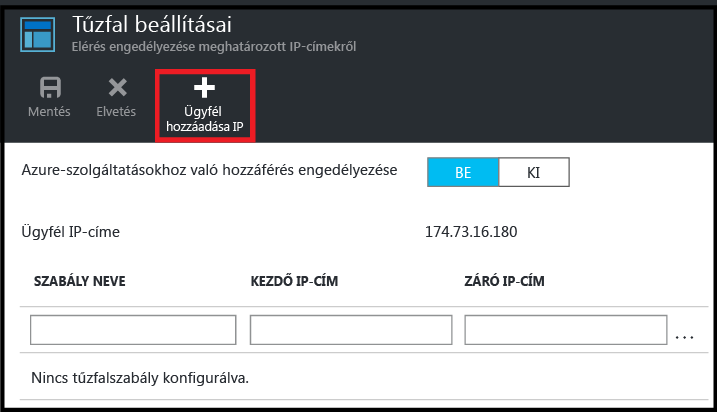 Tűzfal beállításai
Elérés engedélyezése meghatározott IP-címekről
Mentés Elvetés Ügyfél
hozzáadása IP
Azure-szolgáltatásokhoz való hozzáférés engedélyezése BE KI
Ügyfél IP-címe 174.73.16.180
SZABÁLY NEVE KEZDŐ IP-CÍM ZÁRÓ IP-CÍM
...
Nincs tűzfalszabály konfigurálva.